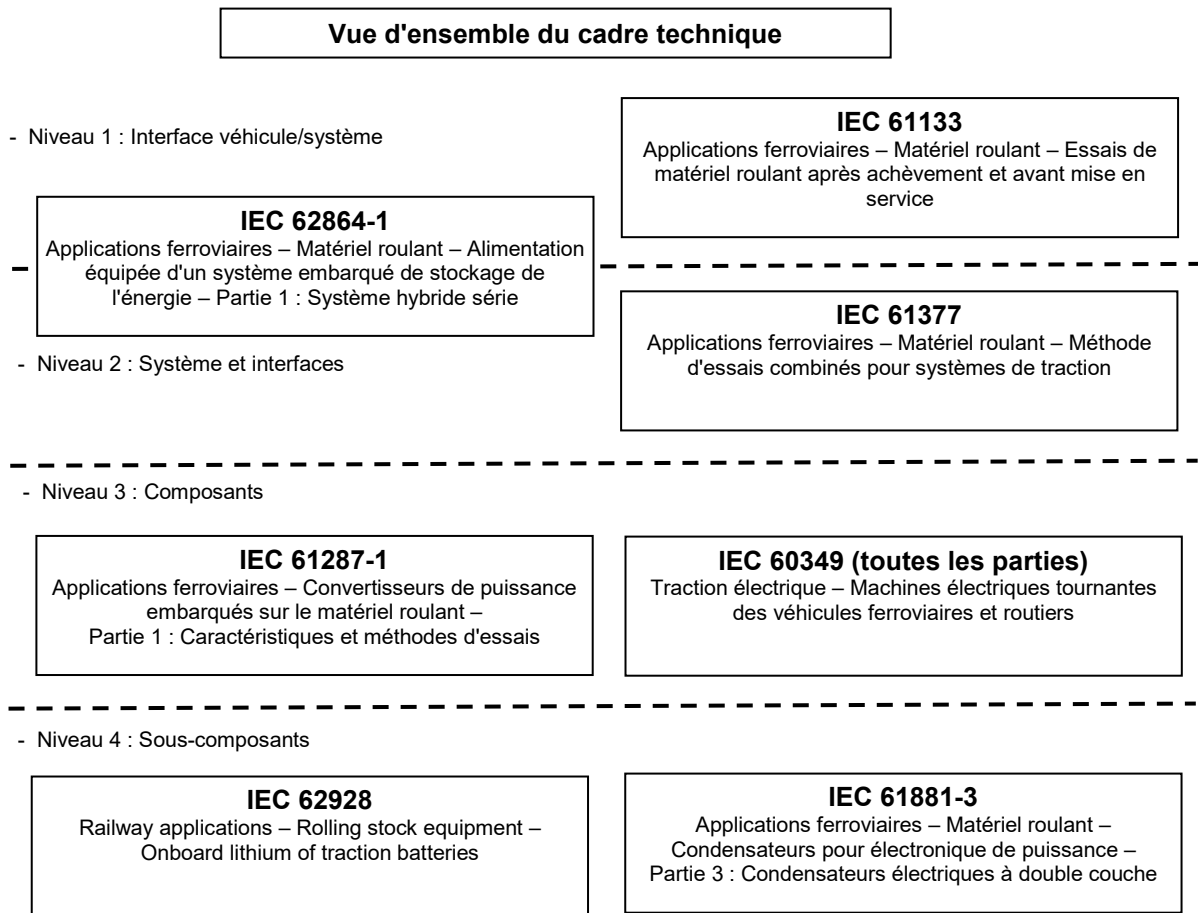 Vue d'ensemble du cadre technique
- Niveau 1 : Interface véhicule/système
IEC 61133
Applications ferroviaires – Matériel roulant – Essais de
matériel roulant après achèvement et avant mise en
service
IEC 62864-1
Applications ferroviaires – Matériel roulant – Alimentation
équipée d'un système embarqué de stockage de
l'énergie – Partie 1 : Système hybride série
IEC 61377
Applications ferroviaires – Matériel roulant – Méthode
d'essais combinés pour systèmes de traction
- Niveau 2 : Système et interfaces
- Niveau 3 : Composants
IEC 61287-1
Applications ferroviaires – Convertisseurs de puissance
embarqués sur le matériel roulant –
Partie 1 : Caractéristiques et méthodes d'essais
IEC 60349 (toutes les parties)
Traction électrique – Machines électriques tournantes
des véhicules ferroviaires et routiers
- Niveau 4 : Sous-composants
IEC 62928
Railway applications – Rolling stock equipment –
Onboard lithium of traction batteries
IEC 61881-3
Applications ferroviaires – Matériel roulant –
Condensateurs pour électronique de puissance –
Partie 3 : Condensateurs électriques à double couche